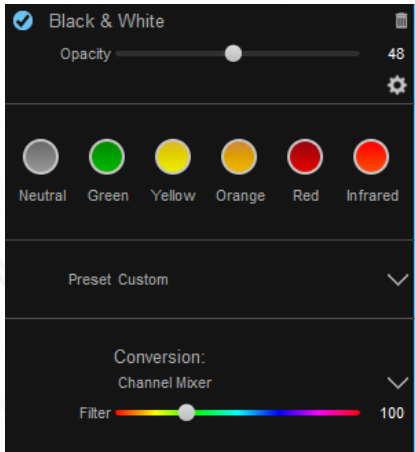 Black & White
Opacity 48
Neutral Green Yellow Orange Red Infrared
Preset Custom
Conversion:
Channel Mixer
Filter 100